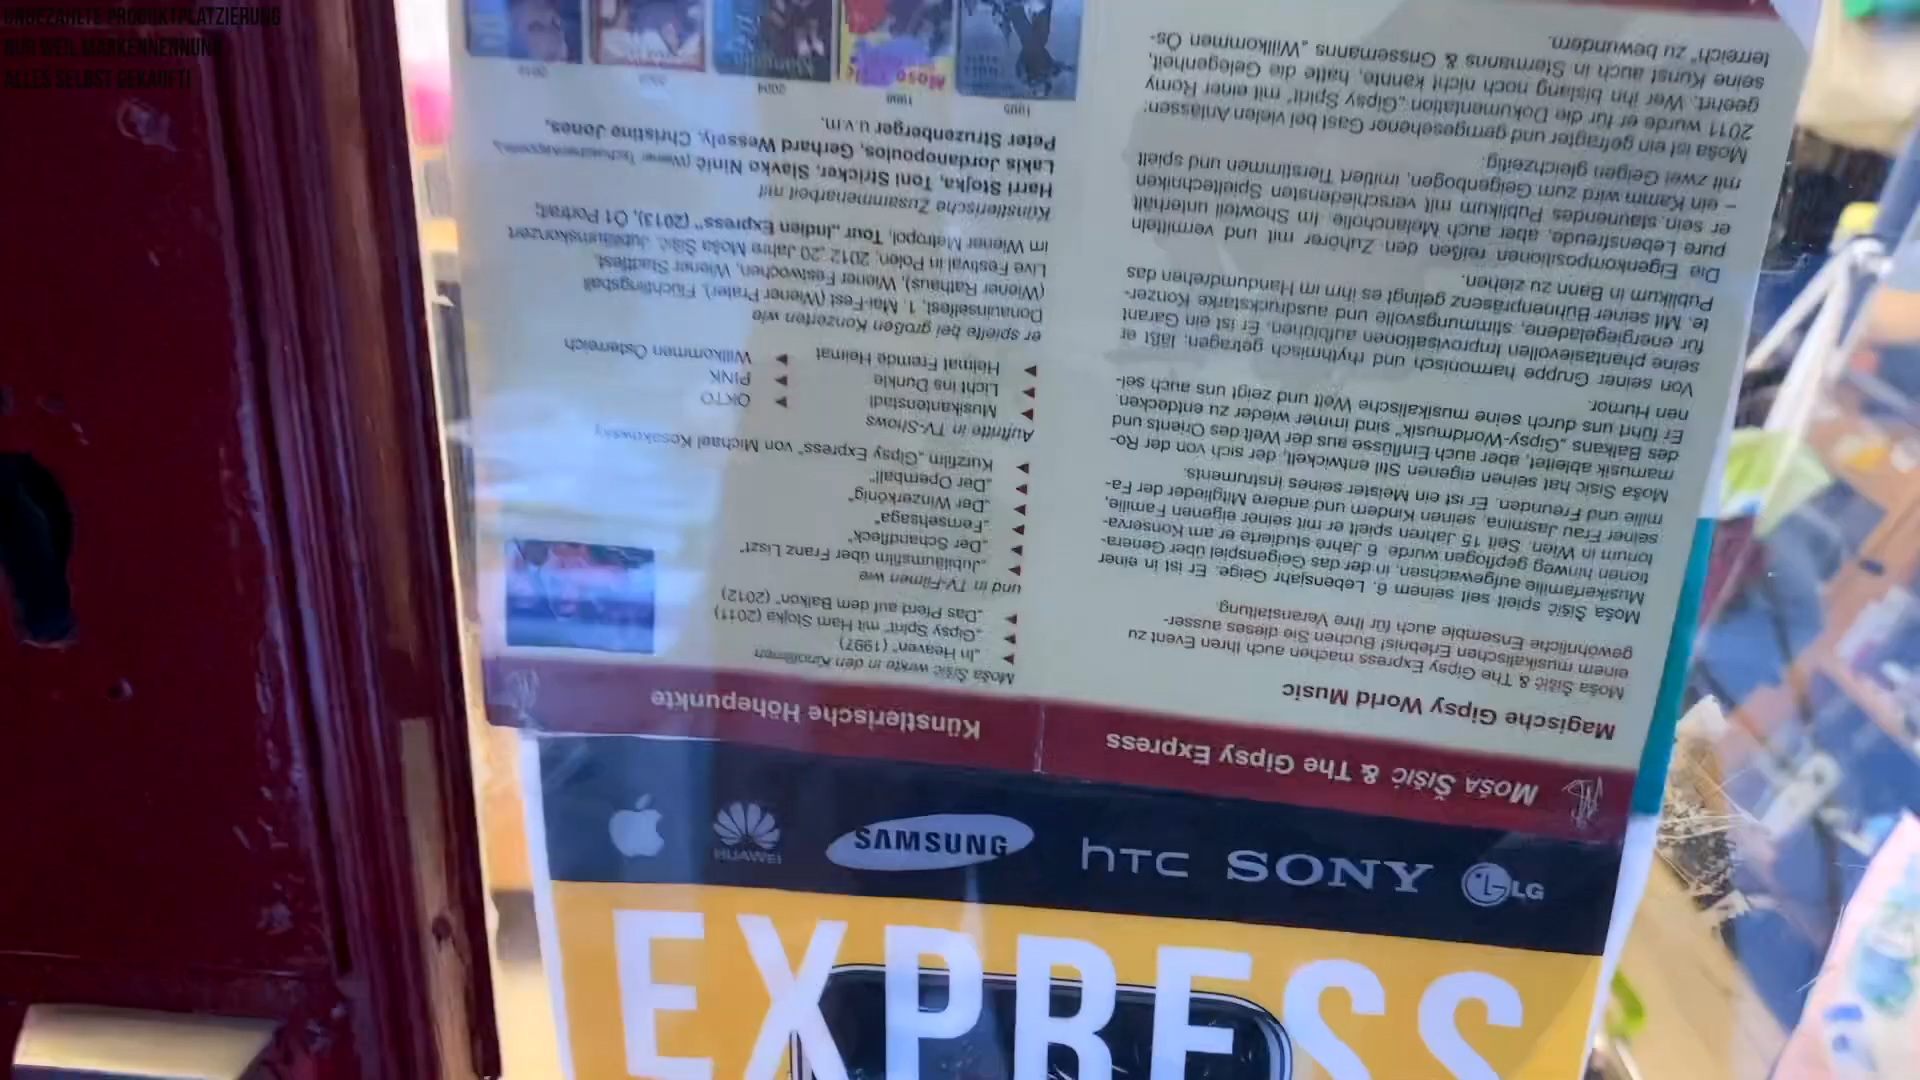 UNBEZAHLTE PRODUKTPLATZIERUNG
NUR WEIL MARKENNENNUNG
ALLES SELBST GEKAUFT!
Moša Šišić & The Gipsy Express
Magische Gipsy World Music
Moša Šišić & The Gipsy Express machen auch Ihren Event zu
einem musikalischen Erlebnis! Buchen Sie dieses ausser-
gewöhnliche Ensemble auch für Ihre Veranstaltung.
Moša Šišić spielt seit seinem 6. Lebensjahr Geige. Er ist in einer
Musikerfamilie aufgewachsen, in der das Geigenspiel über Genera-
tionen hinweg gepflogen wurde. 6 Jahre studierte er am Konserva-
torium in Wien. Seit 15 Jahren spielt er mit seiner eigenen Familie,
seiner Frau Jasmina, seinen Kindern und andere Mitglieder der Fa-
milie und Freunden. Er ist ein Meister seines Instruments.
Moša Šišić hat seinen eigenen Stil entwickelt, der sich von der Ro-
mamusik ableitet, aber auch Einflüsse aus der Welt des Orients und
des Balkans „Gipsy-Worldmusik“ sind immer wieder zu entdecken.
Er führt uns durch seine musikalische Welt und zeigt uns auch sei-
nen Humor.
Von seiner Gruppe harmonisch und rhythmisch getragen, läßt er
seine phantasievollen Improvisationen aufblühen. Er ist ein Garant
für energiegeladene, stimmungsvolle und ausdrucksstarke Konzer-
te. Mit seiner Bühnenpräsenz gelingt es ihm im Handumdrehen das
Publikum in Bann zu ziehen.
Die Eigenkompositionen reißen den Zuhörer mit und vermitteln
pure Lebensfreude, aber auch Melancholie. Im Showteil unterhält
er sein staunendes Publikum mit verschiedensten Spieltechniken
– ein Kamm wird zum Geigenbogen, imitiert Tierstimmen und spielt
mit zwei Geigen gleichzeitig.
Moša ist ein gefragter und gerngesehener Gast bei vielen Anlässen:
2011 wurde er für die Dokumentation „Gipsy Spirit“ mit einer Romy
geehrt. Wer ihn bislang noch nicht kannte, hatte die Gelegenheit,
seine Kunst auch in Stermanns & Grissemanns „Willkommen Ös-
terreich“ zu bewundern.
Künstlerische Höhepunkte
Moša Šišić wirkte in den Kinofilmen
„In Heaven“ (1997)
„Gipsy Spirit“ mit Harri Stojka (2011)
„Das Pferd auf dem Balkon“ (2012)
und in TV-Filmen wie
„Jubiläumsfilm über Franz Liszt“
„Der Schandfleck“
„Fernsehsaga“
„Der Winzerkönig“
„Der Opernball“
Kurzfilm „Gipsy Express“ von Michael Kosakowsky
Auftritte in TV-Shows
Musikantenstadl
Licht ins Dunkle
Heimat Fremde Heimat
OKTO
PINK
Willkommen Österreich
er spielte bei großen Konzerten wie
Donauinselfest, 1. Mai-Fest (Wiener Prater), Flüchtlingsball
(Wiener Rathaus), Wiener Festwochen, Wiener Stadtfest,
Live Festival in Polen, 2012 „20 Jahre Moša Šišić“ Jubiläumskonzert
im Wiener Metropol, Tour „Indien Express“ (2013), Ö1 Portrait;
Künstlerische Zusammenarbeit mit
Harri Stojka, Toni Stricker, Slavko Ninić
Lakis Jordanopoulos, Gerhard Wessely, Christine Jones,
Peter Struzenberger u.v.m.
1995
1998
2004
HUAWEI
SAMSUNG
hTC
SONY
LG
EXPRESS